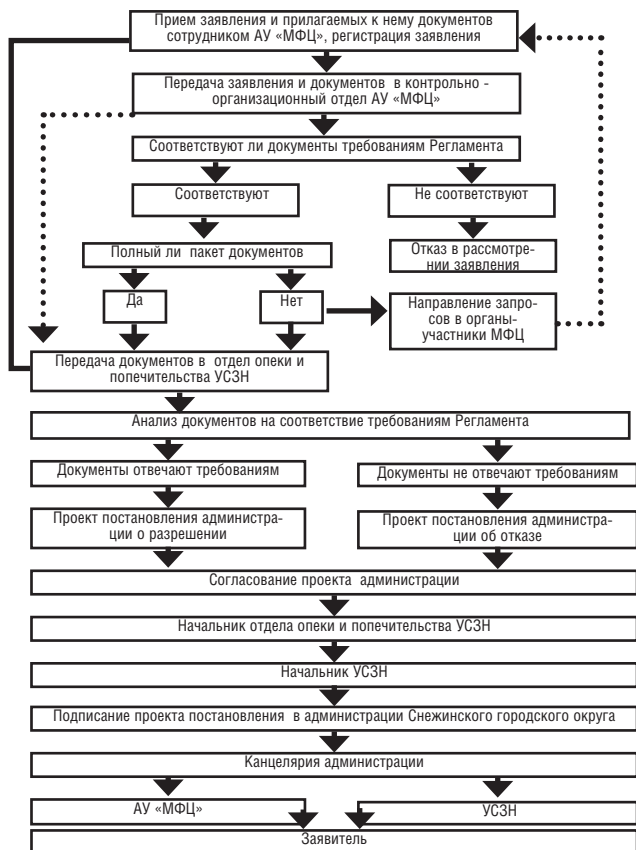 Прием заявления и прилагаемых к нему документов
сотрудником АУ «МФЦ», регистрация заявления
Передача заявления и документов в контрольно -
организационный отдел АУ «МФЦ»
Соответствуют ли документы требованиям Регламента
Соответствуют
Не соответствуют
Полный ли пакет документов
Отказ в рассмотре-
нии заявления
Да
Нет
Направление запро-
сов в органы-
участники МФЦ
Передача документов в отдел опеки и
попечительства УСЗН
Анализ документов на соответствие требованиям Регламента
Документы отвечают требованиям
Документы не отвечают требованиям
Проект постановления администра-
ции о разрешении
Проект постановления администра-
ции об отказе
Согласование проекта администрации
Начальник отдела опеки и попечительства УСЗН
Начальник УСЗН
Подписание проекта постановления в администрации Снежинского городского округа
Канцелярия администрации
АУ «МФЦ»
УСЗН
Заявитель